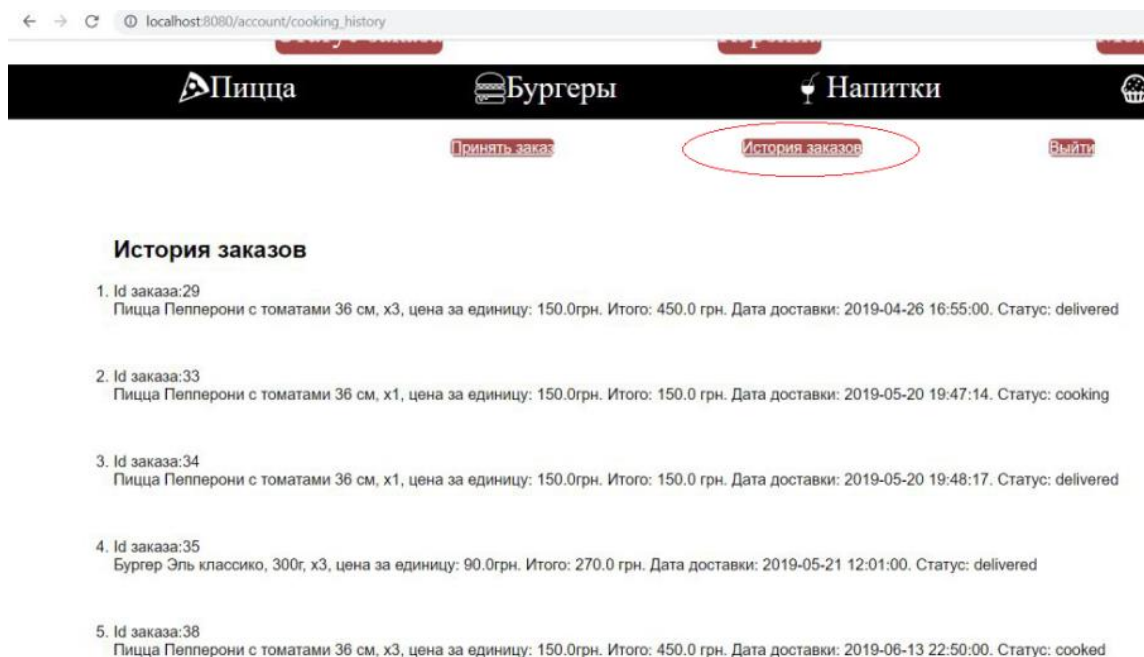 localhost:8080/account/cooking_history
Статус заказа
Корзина
Пицца Бургеры Напитки
Принять заказ История заказов Выйти
История заказов
1. Id заказа:29
Пицца Пепперони с томатами 36 см, x3, цена за единицу: 150.0грн. Итого: 450.0 грн. Дата доставки: 2019-04-26 16:55:00. Статус: delivered
2. Id заказа:33
Пицца Пепперони с томатами 36 см, x1, цена за единицу: 150.0грн. Итого: 150.0 грн. Дата доставки: 2019-05-20 19:47:14. Статус: cooking
3. Id заказа:34
Пицца Пепперони с томатами 36 см, x1, цена за единицу: 150.0грн. Итого: 150.0 грн. Дата доставки: 2019-05-20 19:48:17. Статус: delivered
4. Id заказа:35
Бургер Эль классико, 300г, x3, цена за единицу: 90.0грн. Итого: 270.0 грн. Дата доставки: 2019-05-21 12:01:00. Статус: delivered
5. Id заказа:38
Пицца Пепперони с томатами 36 см, x3, цена за единицу: 150.0грн. Итого: 450.0 грн. Дата доставки: 2019-06-13 22:50:00. Статус: cooked